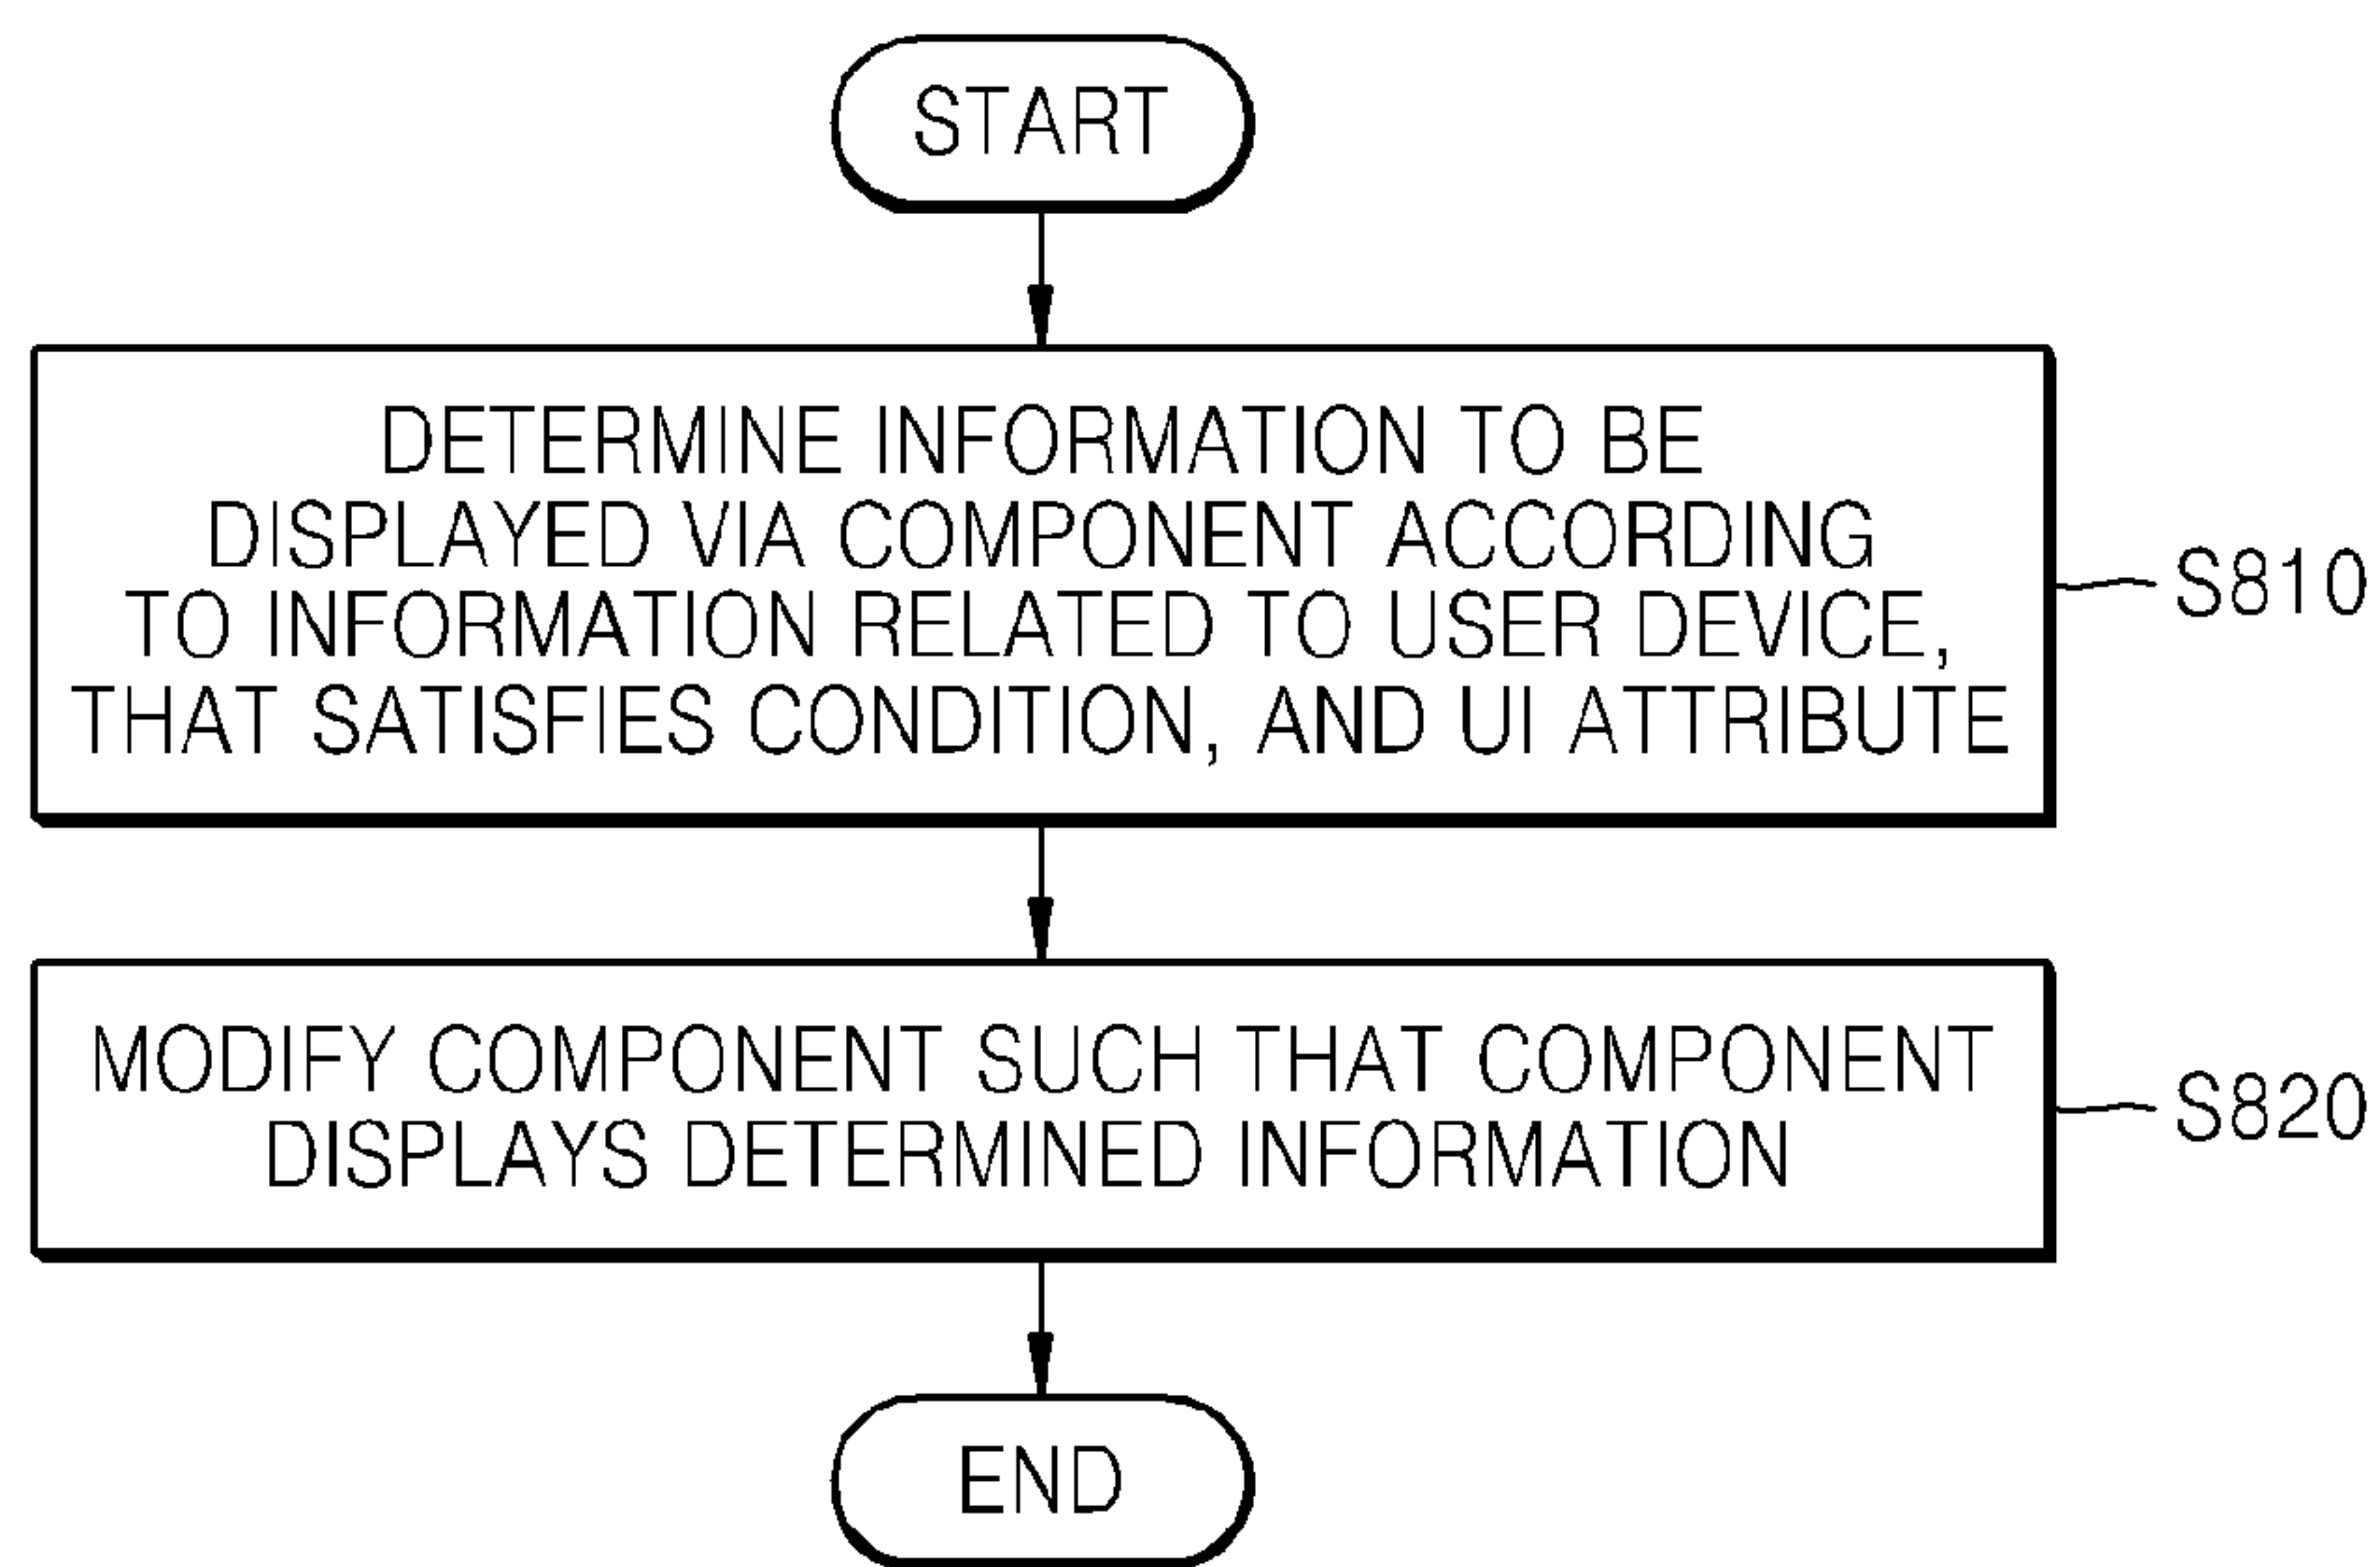 START
DETERMINE INFORMATION TO BE
DISPLAYED VIA COMPONENT ACCORDING
TO INFORMATION RELATED TO USER DEVICE,
THAT SATISFIES CONDITION, AND UI ATTRIBUTE
S810
MODIFY COMPONENT SUCH THAT COMPONENT
DISPLAYS DETERMINED INFORMATION
S820
END